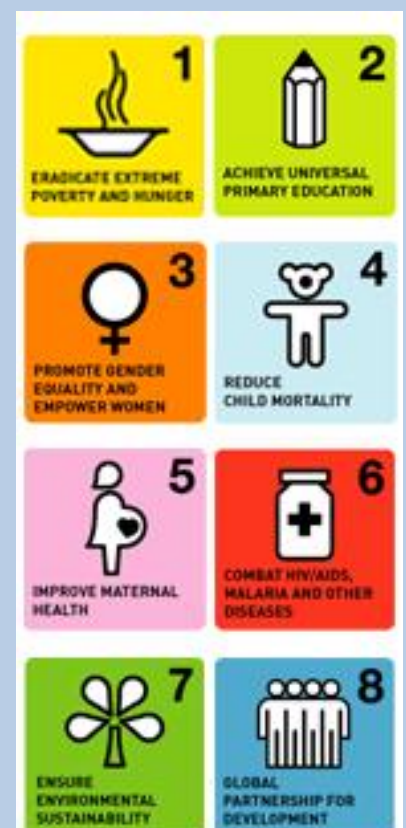 1
ERADICATE EXTREME
POVERTY AND HUNGER
2
ACHIEVE UNIVERSAL
PRIMARY EDUCATION
3
PROMOTE GENDER
EQUALITY AND
EMPOWER WOMEN
4
REDUCE
CHILD MORTALITY
5
IMPROVE MATERNAL
HEALTH
6
COMBAT HIV/AIDS,
MALARIA AND OTHER
DISEASES
7
ENSURE
ENVIRONMENTAL
SUSTAINABILITY
8
GLOBAL
PARTNERSHIP FOR
DEVELOPMENT